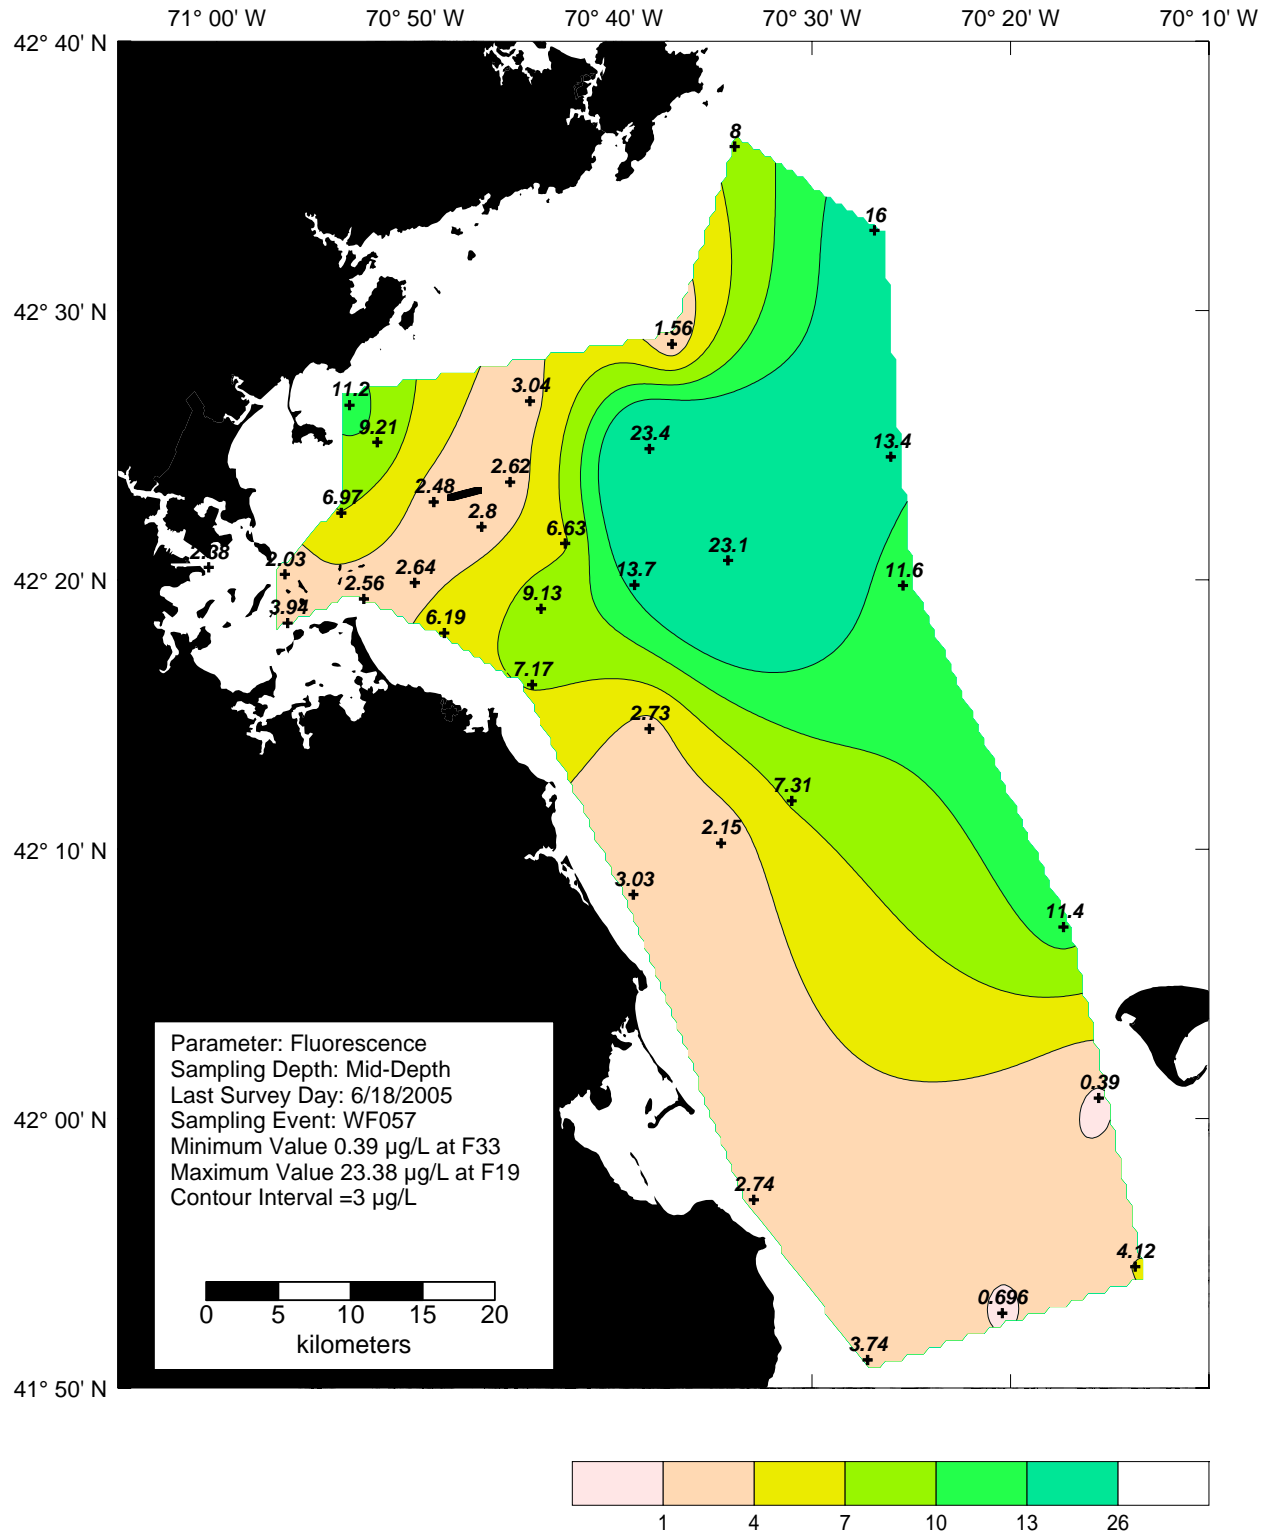 71° 00' W 70° 50' W 70° 40' W 70° 30' W 70° 20' W 70° 10' W
42° 40' N
8
16
42° 30' N
1.56
3.04
11.2
9.21
23.4
13.4
2.62
2.48
6.97
2.8
6.63
23.1
2.38
2.03
2.64
13.7
11.6
42° 20' N
2.56
9.13
3.94
6.19
7.17
2.73
7.31
2.15
42° 10' N
3.03
11.4
Parameter: Fluorescence
Sampling Depth: Mid-Depth
Last Survey Day: 6/18/2005
Sampling Event: WF057
Minimum Value 0.39 µg/L at F33
Maximum Value 23.38 µg/L at F19
Contour Interval =3 µg/L
0 5 10 15 20
kilometers
0.39
42° 00' N
2.74
4.12
0.696
3.74
41° 50' N
1 4 7 10 13 26